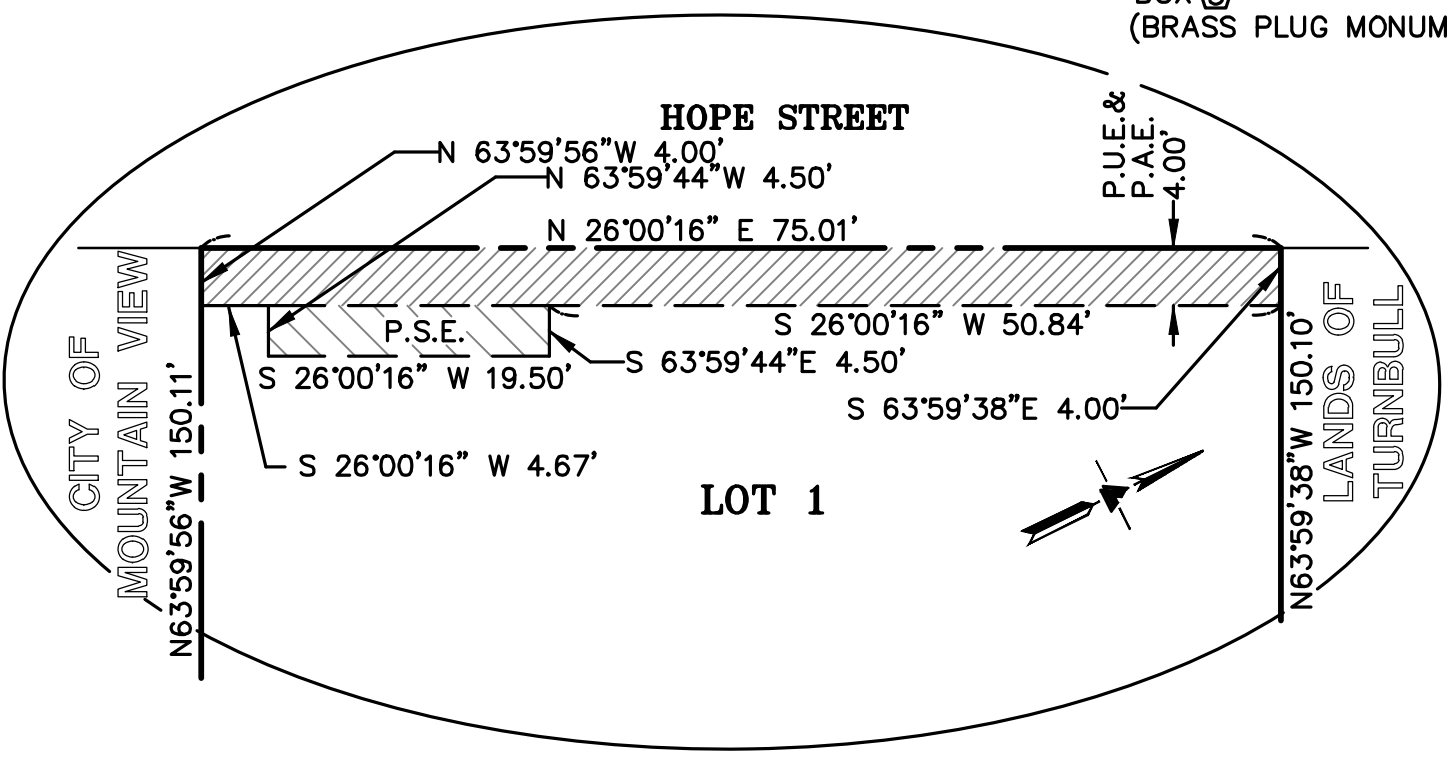 BOX
(BRASS PLUG MONUM
HOPE STREET
P.U.E.&
P.A.E.
4.00'
N 63°59'56"W 4.00'
N 63°59'44"W 4.50'
N 26°00'16" E 75.01'
P.S.E.
S 26°00'16" W 50.84'
S 63°59'44"E 4.50'
S 26°00'16" W 19.50'
S 63°59'38"E 4.00'
S 26°00'16" W 4.67'
LOT 1
CITY OF
MOUNTAIN VIEW
N63°59'56"W 150.11'
N63°59'38"W 150.10'
LANDS OF
TURNBULL